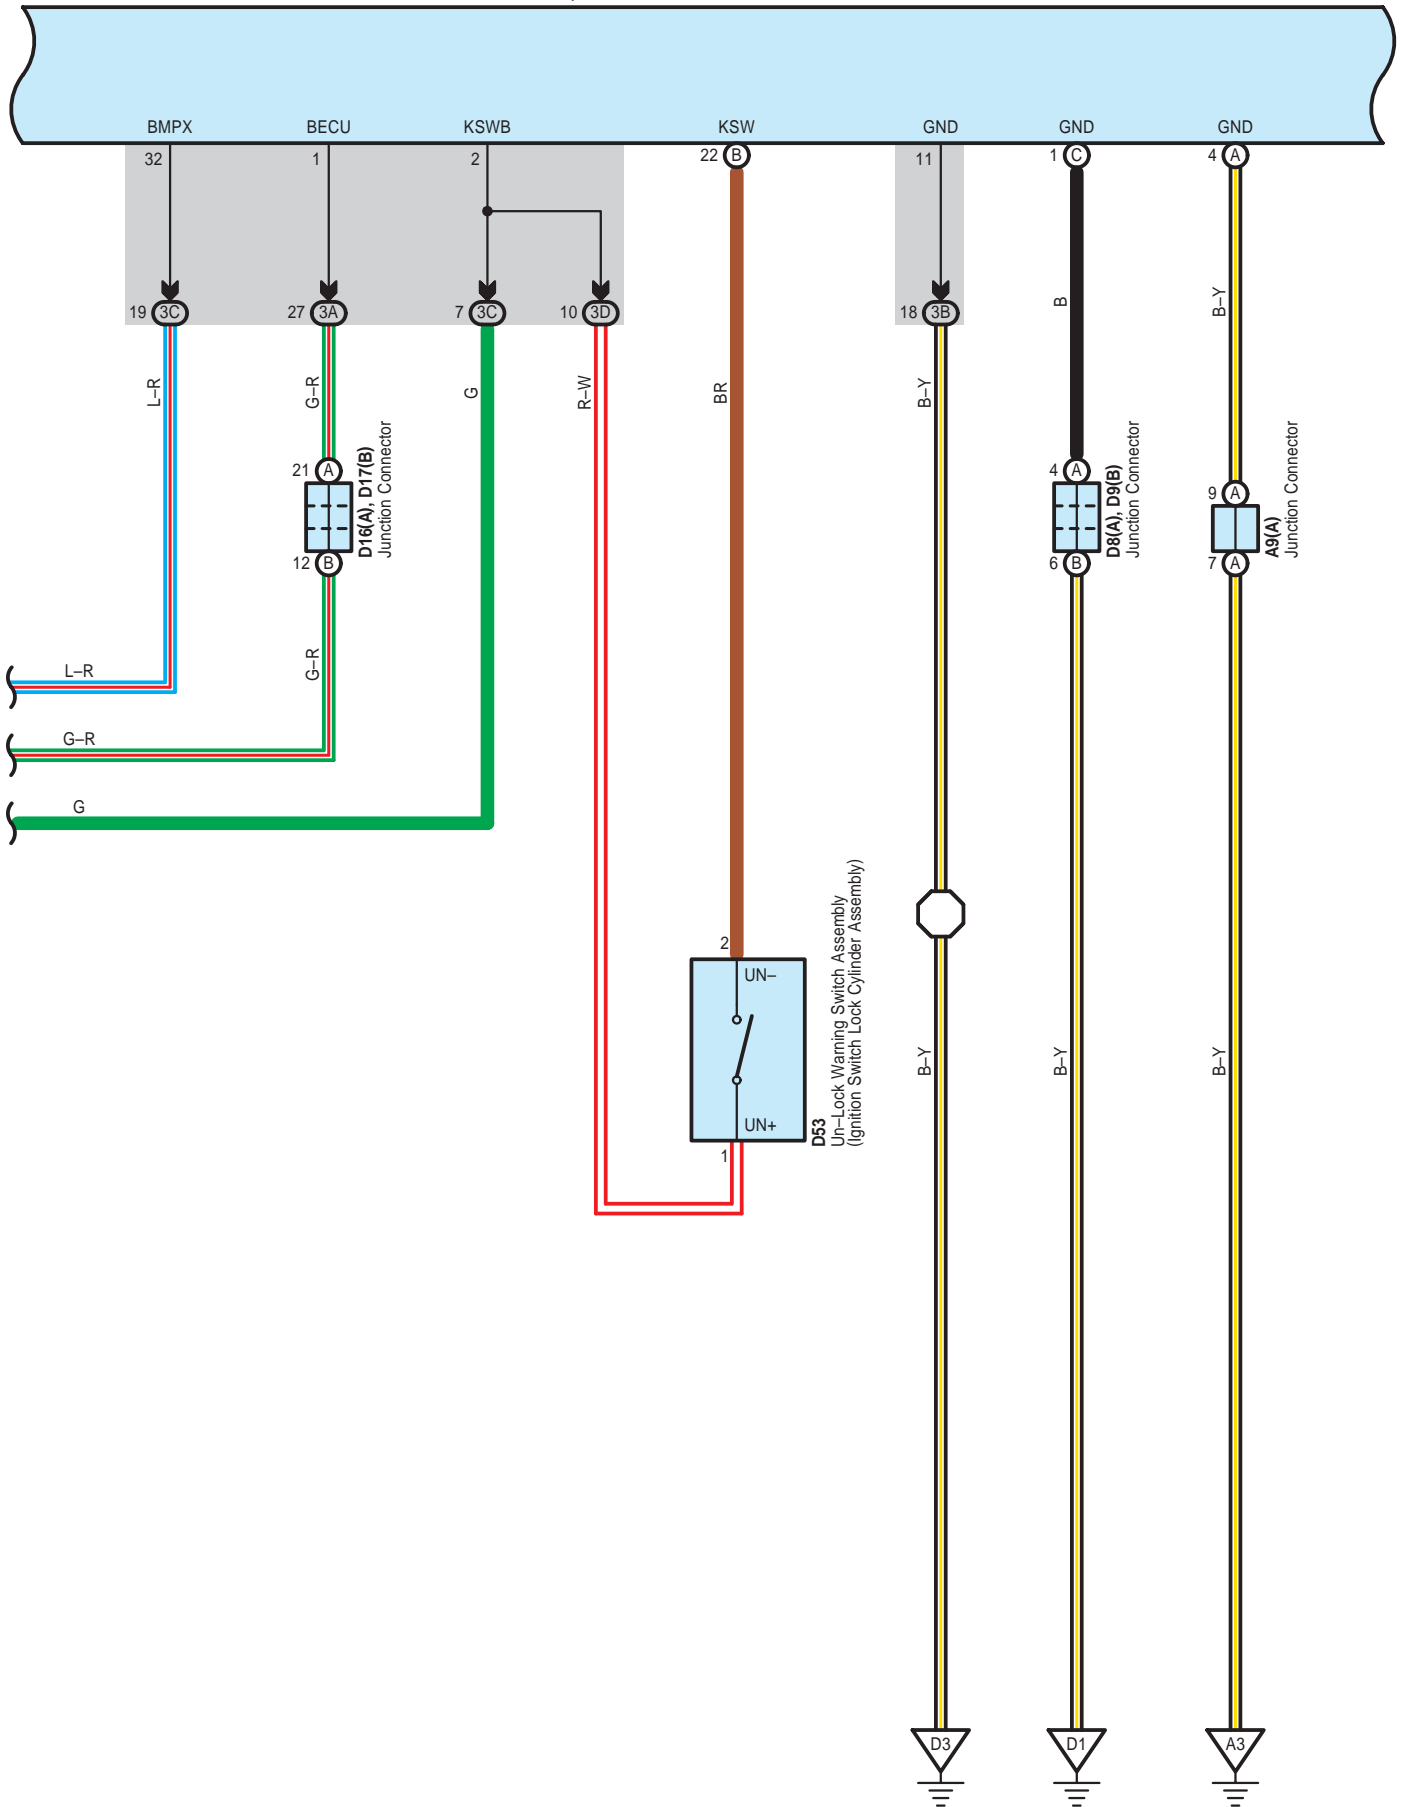 BMPX BECU KSWB KSW GND GND GND
32 1 2 22 B 11 1 C 4 A
19 3C 27 3A 7 3C 10 3D 18 3B
B
B–Y
L–R
G–R
G
R–W
BR
B–Y
21 A
D16(A), D17(B)
Junction Connector
12 B
4 A
D8(A), D9(B)
Junction Connector
6 B
9 A
A9(A)
Junction Connector
7 A
G–R
L–R
G–R
G
2
UN–
UN+
1
D53
Un–Lock Warning Switch Assembly
(Ignition Switch Lock Cylinder Assembly)
B–Y
B–Y
B–Y
D3 D1 A3